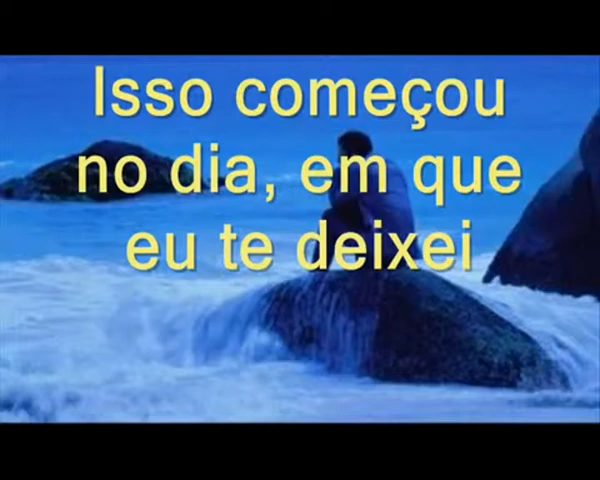 Isso começou
no dia, em que
eu te deixei